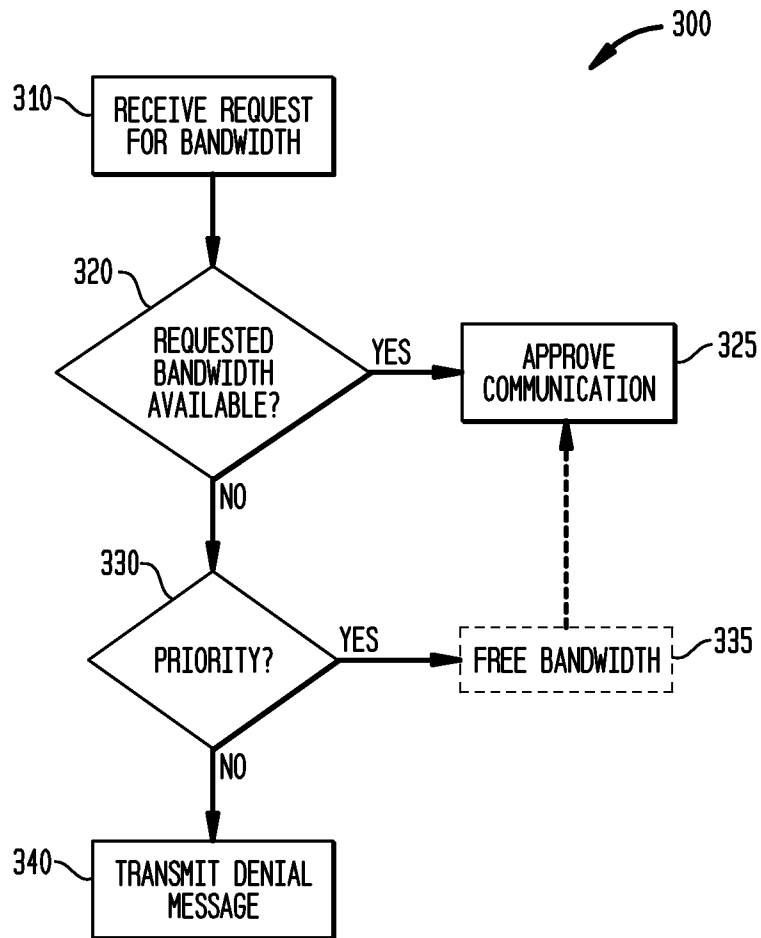 300
310
RECEIVE REQUEST
FOR BANDWIDTH
320
REQUESTED
BANDWIDTH
AVAILABLE?
YES
APPROVE
COMMUNICATION
325
NO
330
PRIORITY?
YES
FREE BANDWIDTH
335
NO
340
TRANSMIT DENIAL
MESSAGE